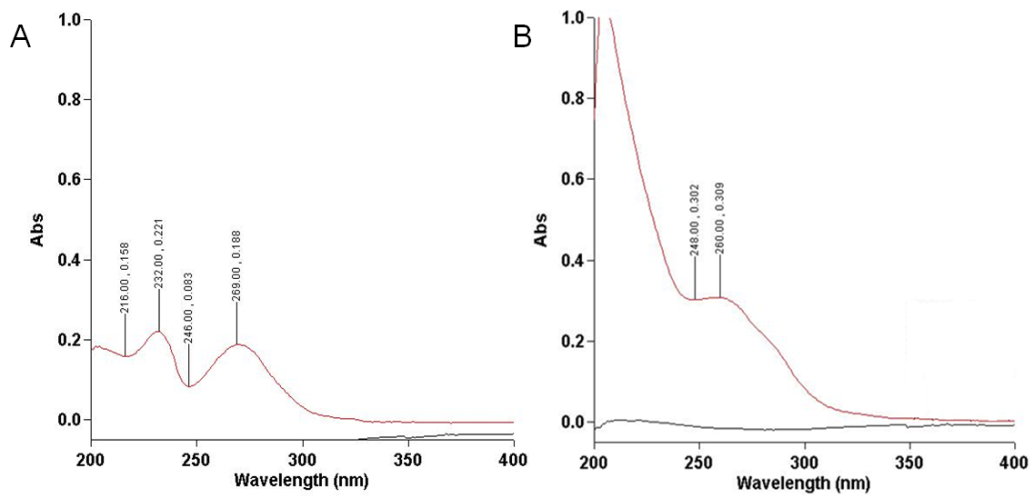 A
1.0
0.8
0.6
0.4
0.2
0.0
Abs
216.00 , 0.158
232.00 , 0.221
246.00 , 0.083
269.00 , 0.188
200
250
300
350
400
Wavelength (nm)
B
1.0
0.8
0.6
0.4
0.2
0.0
Abs
248.00 , 0.302
260.00 , 0.309
200
250
300
350
400
Wavelength (nm)